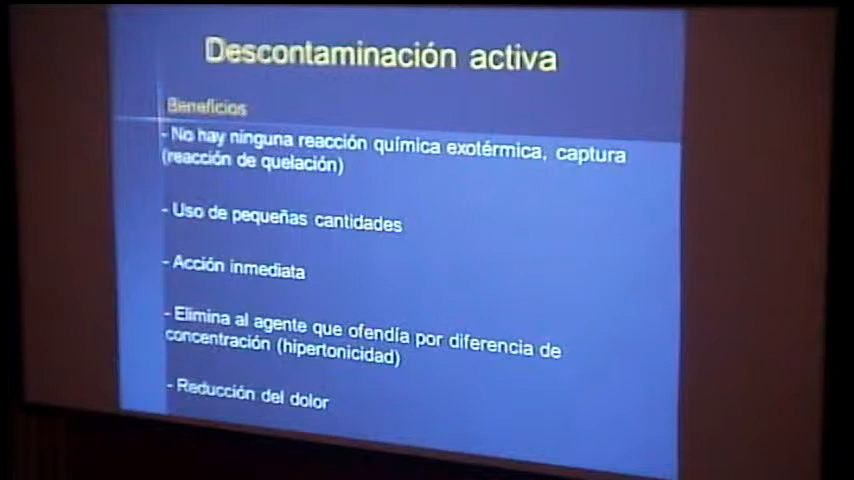 Descontaminación activa
Beneficios
- No hay ninguna reacción química exotérmica, captura
(reacción de quelación)
- Uso de pequeñas cantidades
- Acción inmediata
- Elimina al agente que ofendía por diferencia de
concentración (hipertonicidad)
- Reducción del dolor